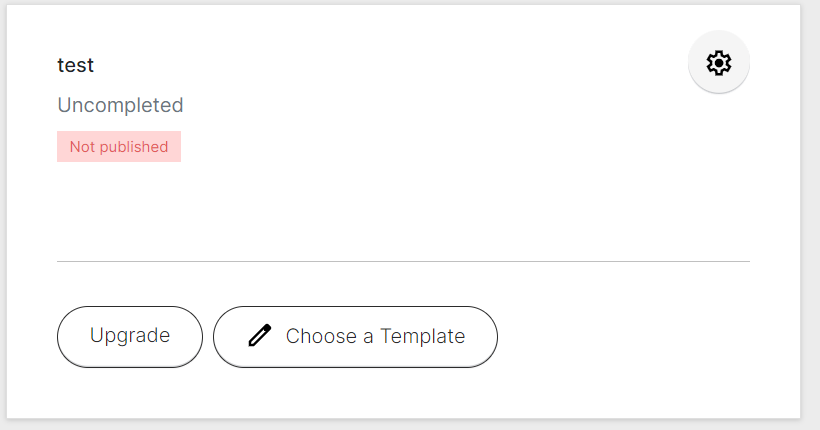 test
Uncompleted
Not published
Upgrade
Choose a Template